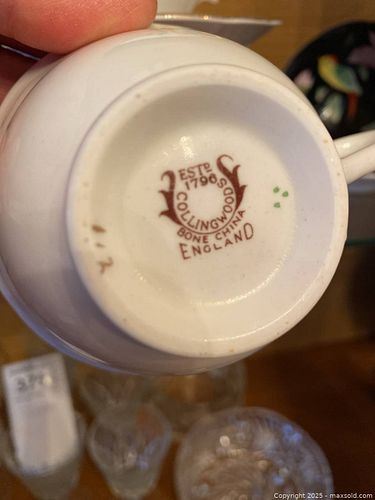 ESTD
1796
COLLINGWOODS
BONE CHINA
ENGLAND
Copyright 2025 - maxsold.com